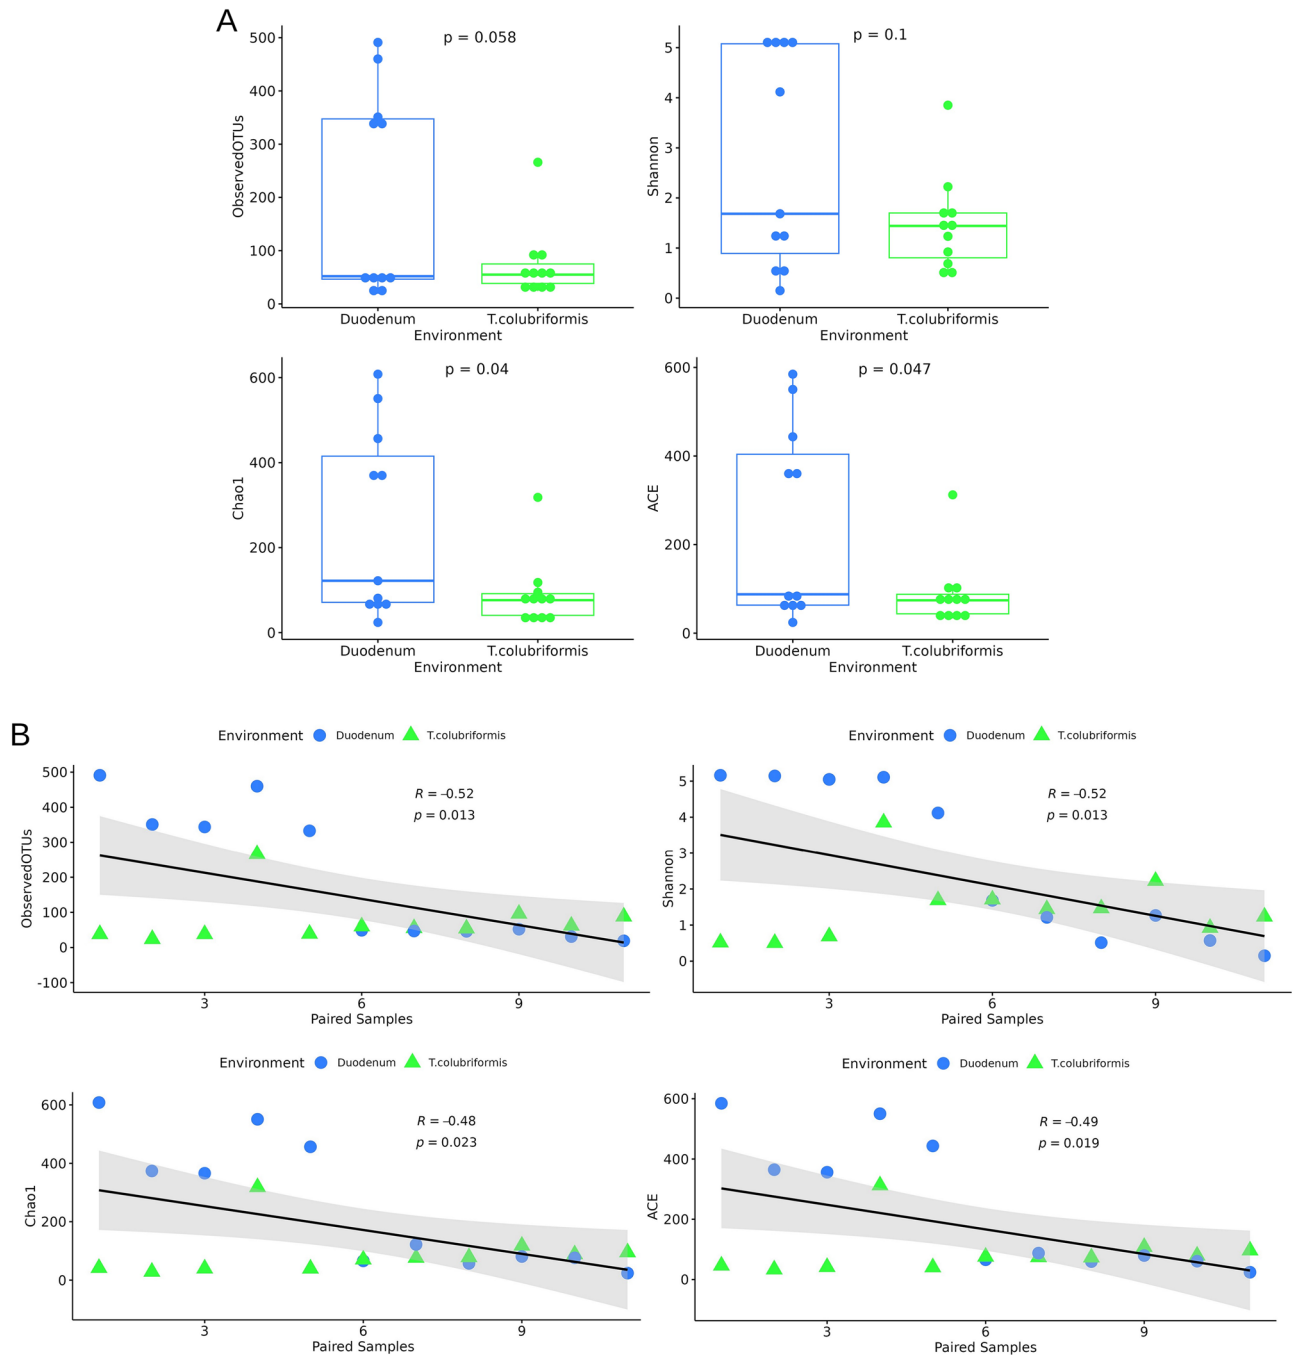 A
p = 0.058
500
400
300
200
100
0
ObservedOTUs
Duodenum
T.colubriformis
Environment
p = 0.1
5
4
3
2
1
0
Shannon
Duodenum
T.colubriformis
Environment
p = 0.04
600
400
200
0
Chao1
Duodenum
T.colubriformis
Environment
p = 0.047
600
400
200
0
ACE
Duodenum
T.colubriformis
Environment
B
Environment Duodenum T.colubriformis
R = –0.52
p = 0.013
500
400
300
200
100
0
-100
ObservedOTUs
3 6 9
Paired Samples
Environment Duodenum T.colubriformis
R = –0.52
p = 0.013
5
4
3
2
1
0
Shannon
3 6 9
Paired Samples
Environment Duodenum T.colubriformis
R = –0.48
p = 0.023
600
400
200
0
Chao1
3 6 9
Paired Samples
Environment Duodenum T.colubriformis
R = –0.49
p = 0.019
600
400
200
0
ACE
3 6 9
Paired Samples